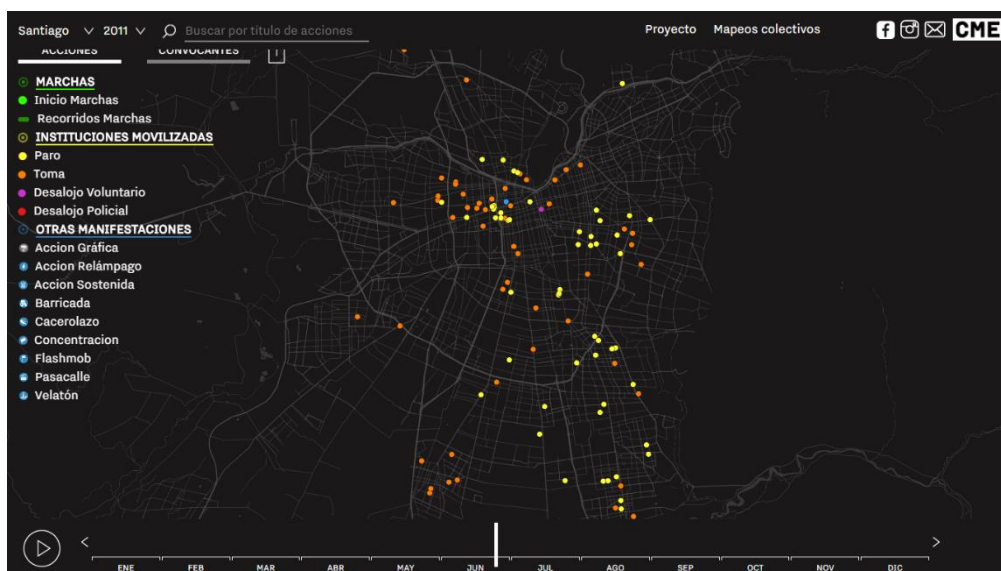 Santiago 2011 Buscar por título de acciones Proyecto Mapeos colectivos CME
ACCIONES CONVOCANTES
MARCHAS
Inicio Marchas
Recorridos Marchas
INSTITUCIONES MOVILIZADAS
Paro
Toma
Desalojo Voluntario
Desalojo Policial
OTRAS MANIFESTACIONES
Accion Gráfica
Accion Relámpago
Accion Sostenida
Barricada
Cacerolazo
Concentracion
Flashmob
Pasacalle
Velatón
ENE FEB MAR ABR MAY JUN JUL AGO SEP OCT NOV DIC